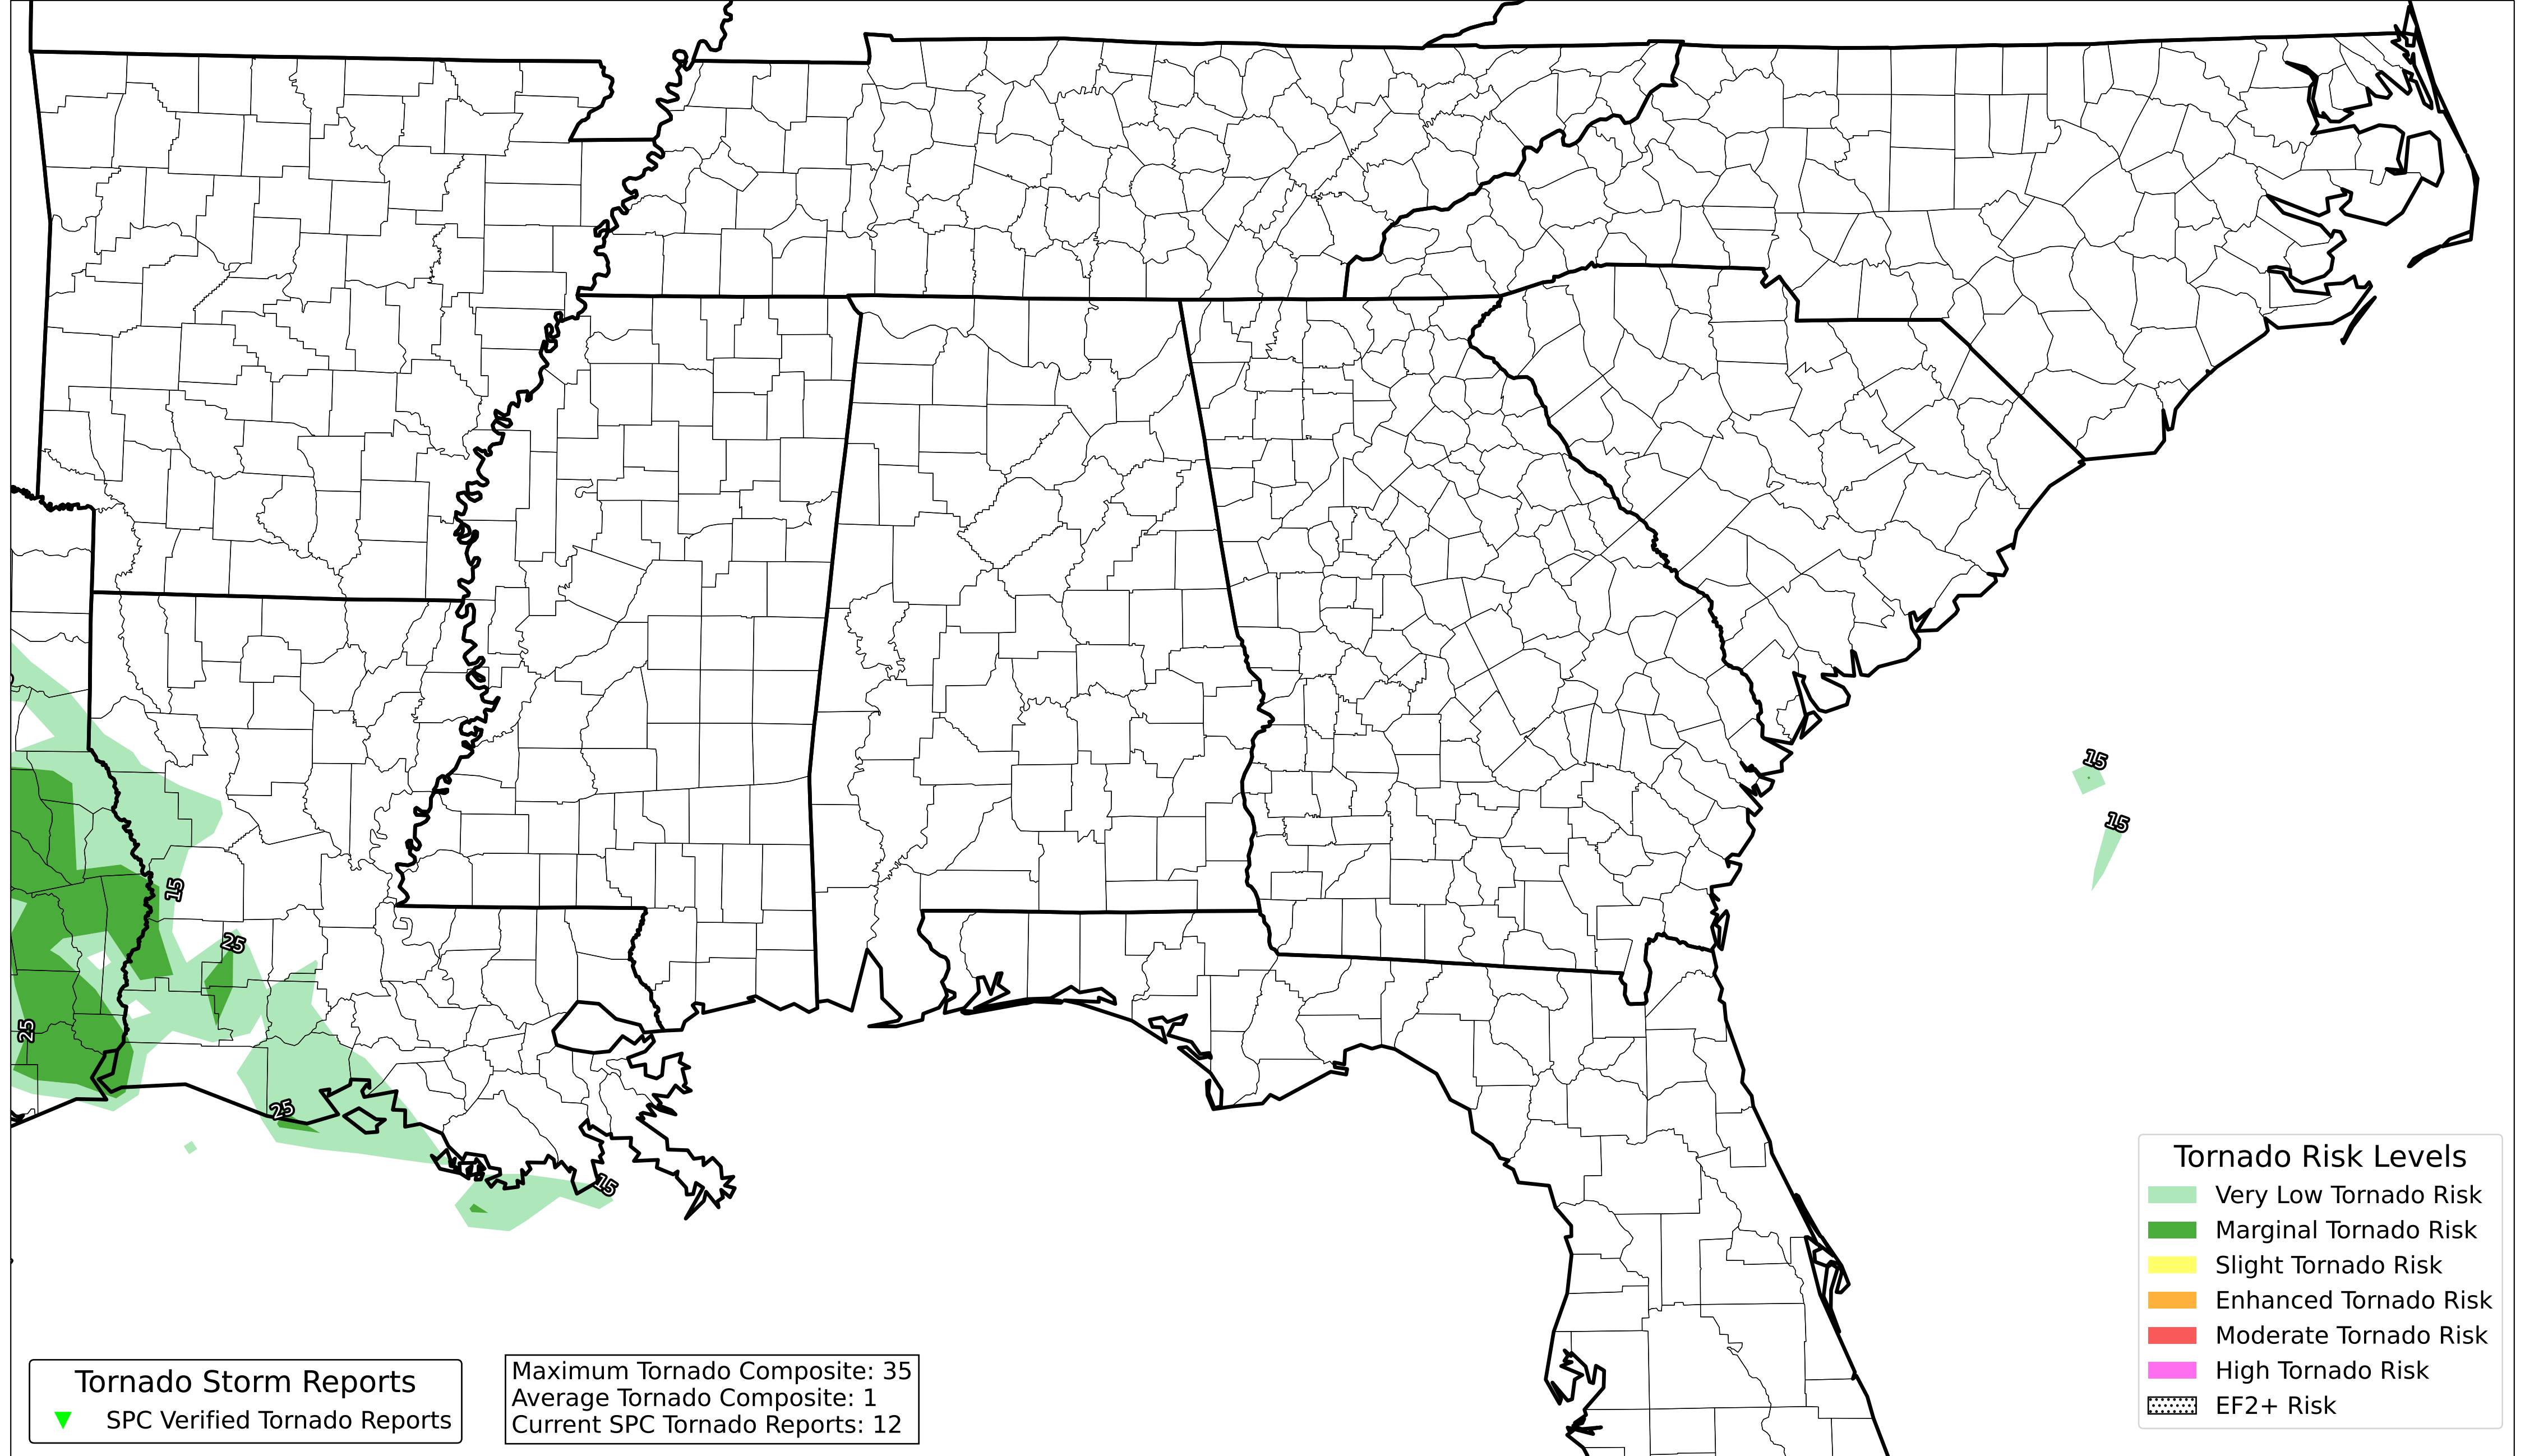 15
15
15
25
25
25
15
Tornado Storm Reports
SPC Verified Tornado Reports
Maximum Tornado Composite: 35
Average Tornado Composite: 1
Current SPC Tornado Reports: 12
Tornado Risk Levels
Very Low Tornado Risk
Marginal Tornado Risk
Slight Tornado Risk
Enhanced Tornado Risk
Moderate Tornado Risk
High Tornado Risk
EF2+ Risk